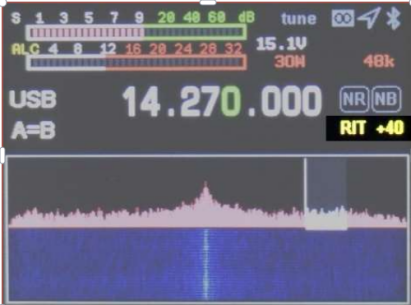 S 1 3 5 7 9 20 40 60 dB tune
ALC 4 8 12 16 20 24 28 32 15.1V
30W 48k
USB 14.270.000 NR NB
A=B RIT +40